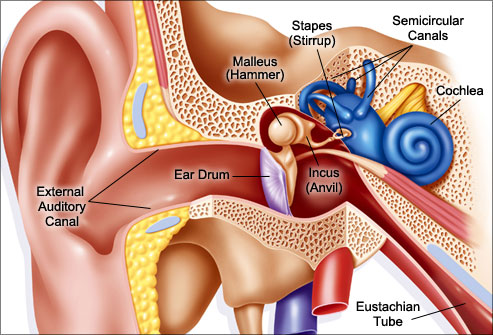 Stapes
(Stirrup)
Semicircular
Canals
Malleus
(Hammer)
Cochlea
Ear Drum
Incus
(Anvil)
External
Auditory
Canal
Eustachian
Tube